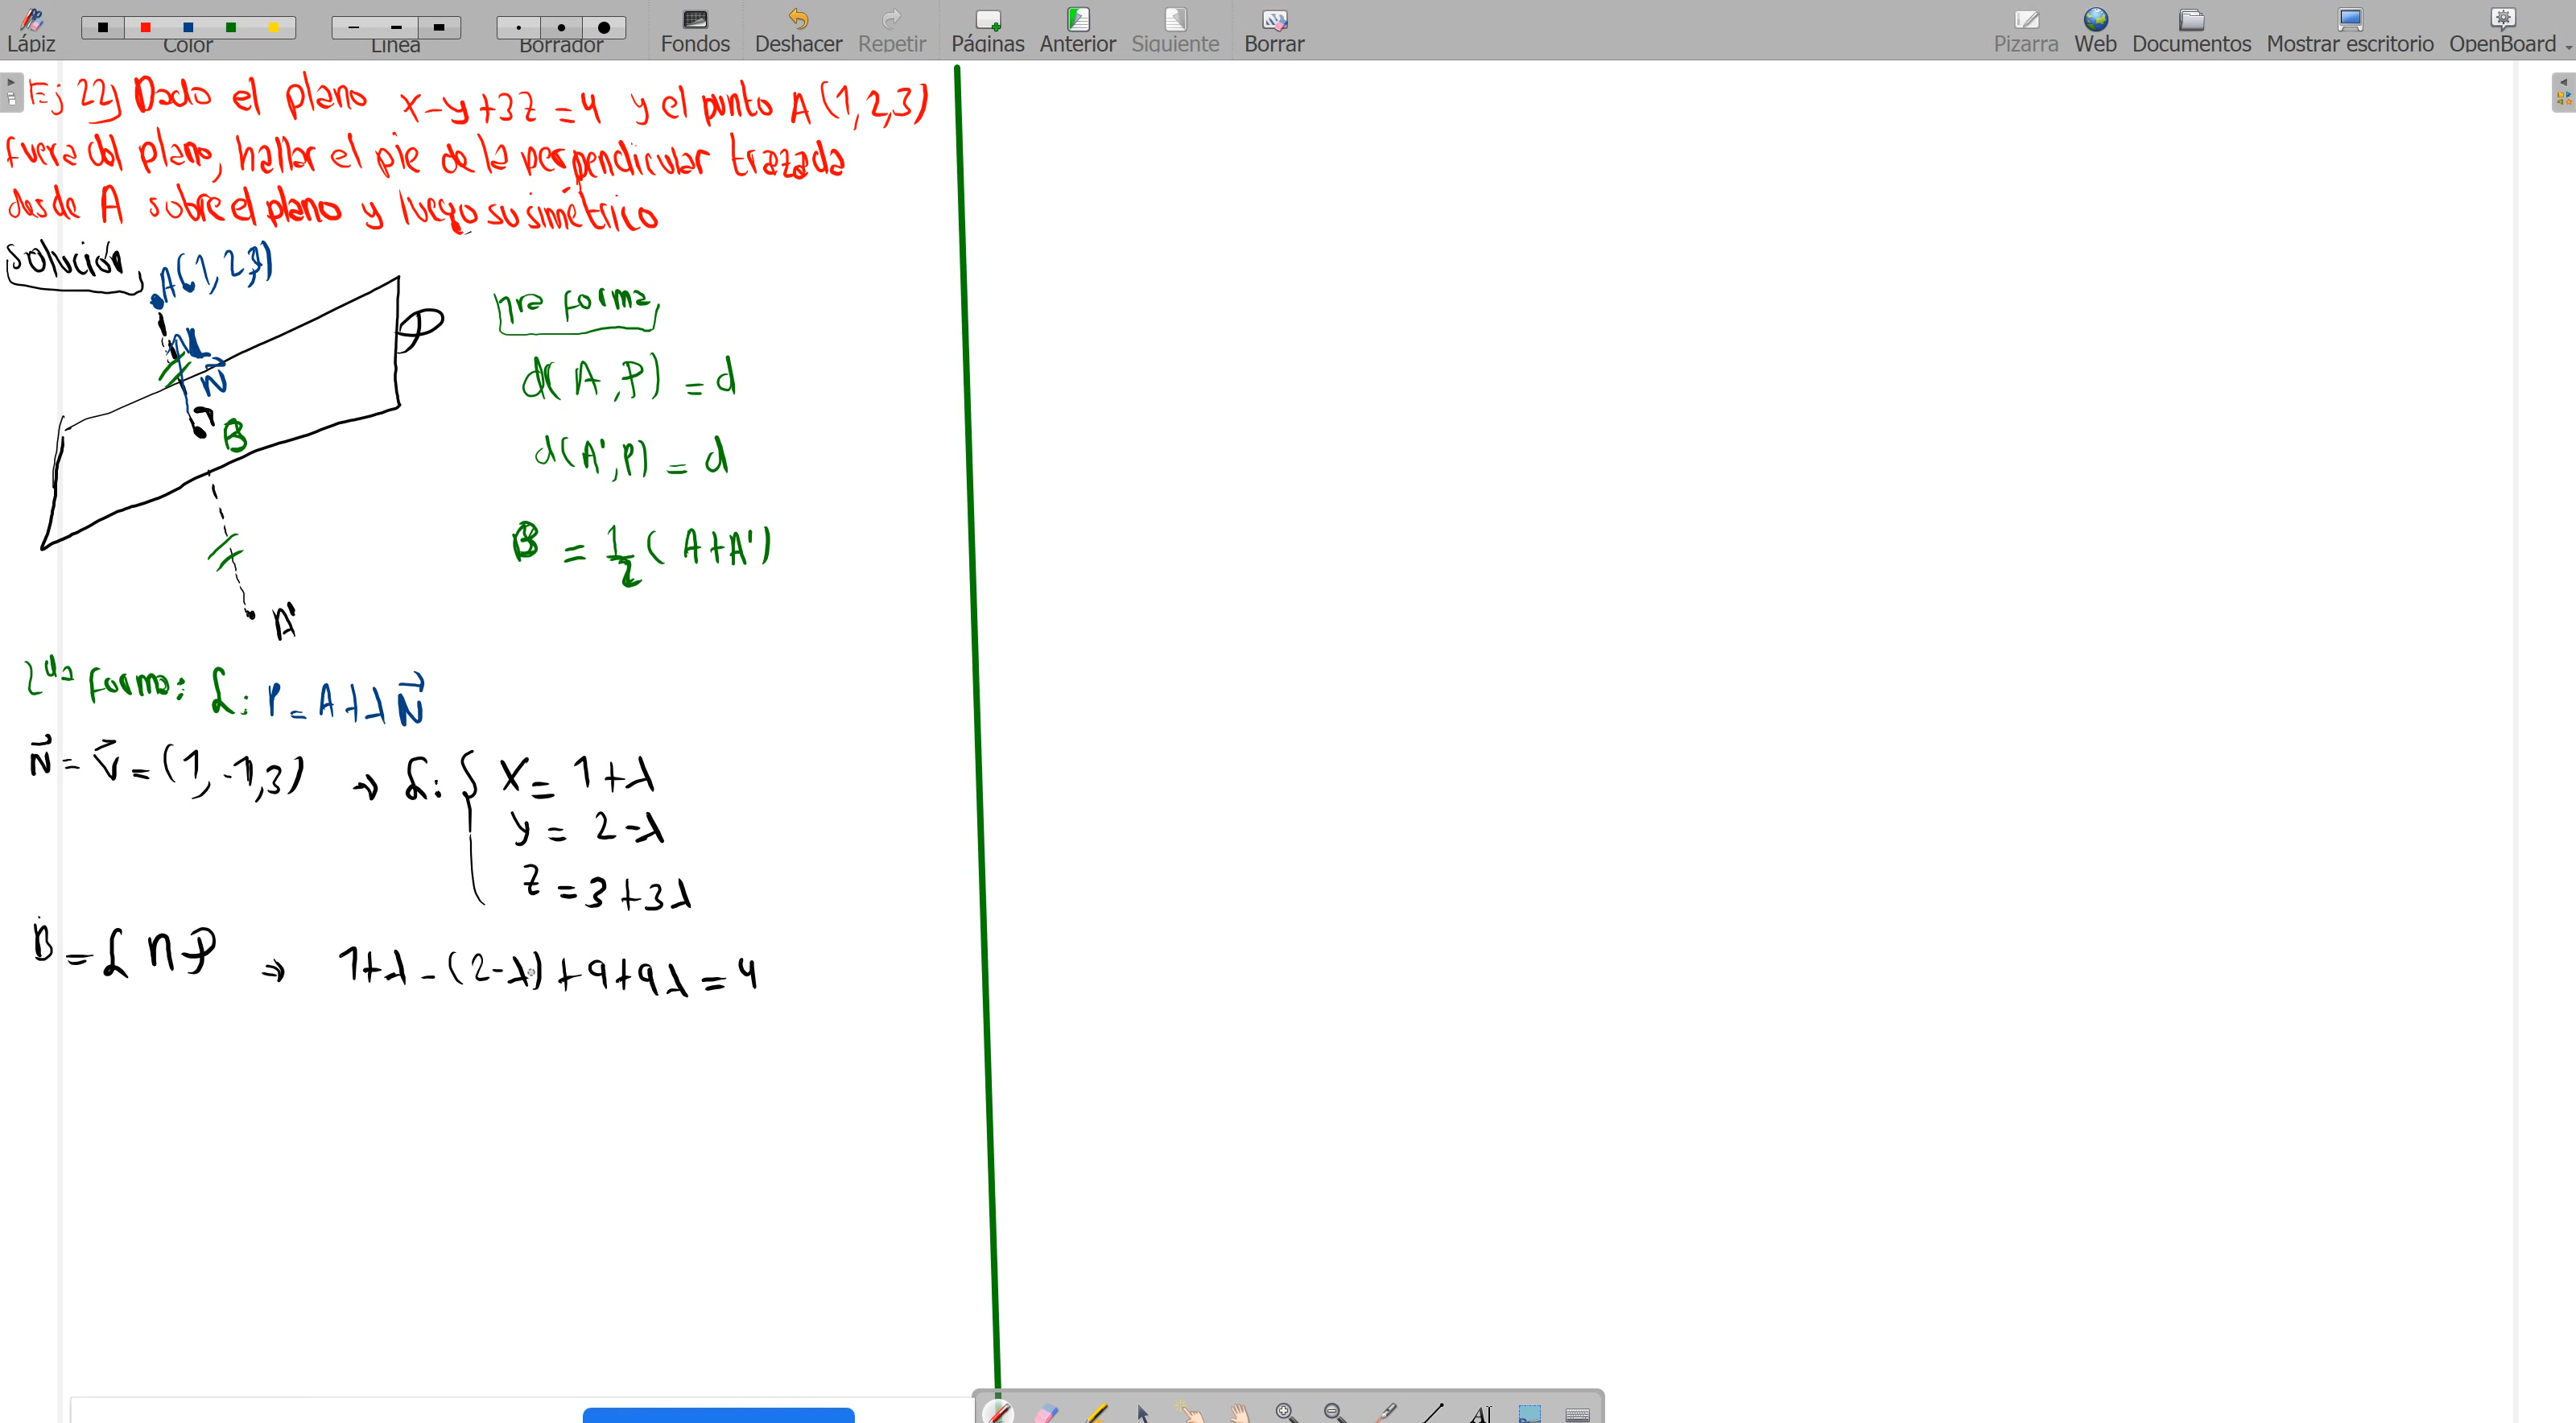 Lápiz Color Línea Borrador Fondos Deshacer Repetir Páginas Anterior Siguiente Borrar Pizarra Web Documentos Mostrar escritorio OpenBoard
Ej 22) Dado el plano x-y+3z=4 y el punto A(1,2,3)
fuera del plano, hallar el pie de la perpendicular trazada
desde A sobre el plano y luego su simétrico
Solución
A(1,2,3)
N⃗
B
A'
1ra forma
d(A,P) = d
d(A',P) = d
B = 1/2 (A+A')
2da forma: L: P = A+λN⃗
N⃗ = V⃗ = (1,-1,3) ⇒ L: { x = 1+λ
y = 2-λ
z = 3+3λ
B = L ∩ P ⇒ 1+λ-(2-λ)+9+9λ=4